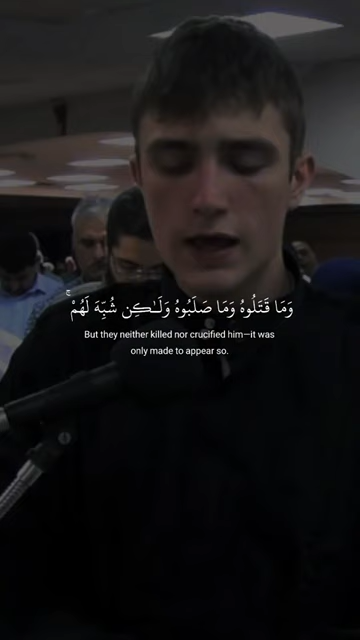 وَمَا قَتَلُوهُ وَمَا صَلَبُوهُ وَلَـٰكِن شُبِّهَ لَهُمْ ۚ
But they neither killed nor crucified him—it was
only made to appear so.